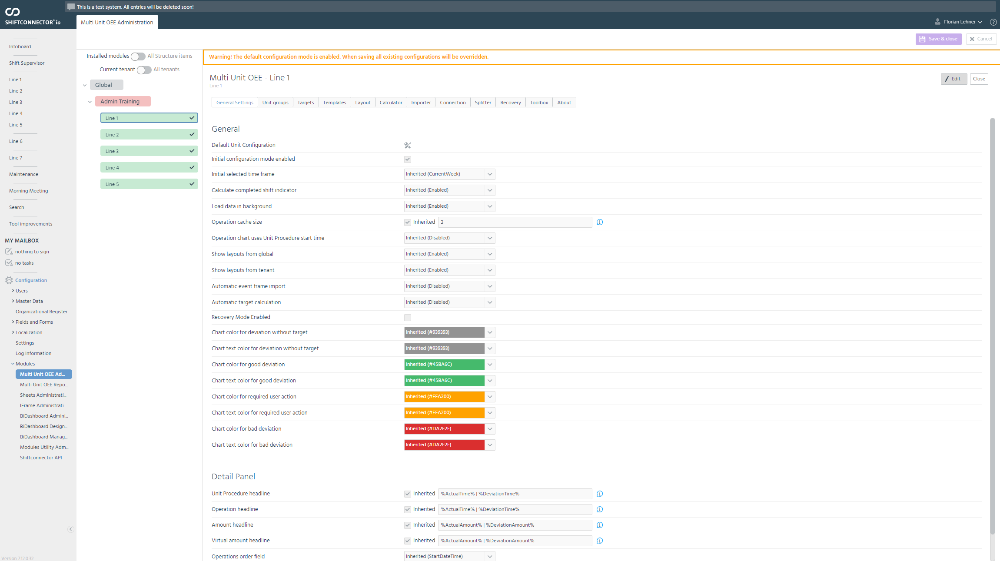 This is a test system. All entries will be deleted soon!
SHIFTCONNECTOR® io
Multi Unit OEE Administration
Florian Lehner
Save & close
Cancel
Infoboard
Shift Supervisor
Line 1
Line 2
Line 3
Line 4
Line 5
Line 6
Line 7
Maintenance
Morning Meeting
Search
Tool improvements
MY MAILBOX
nothing to sign
no tasks
Configuration
Users
Master Data
Organizational Register
Fields and Forms
Localization
Settings
Log Information
Modules
Multi Unit OEE Ad...
Multi Unit OEE Repo...
Sheets Administrati...
IFrame Administrati...
BiDashboard Admini...
BiDashboard Design...
BiDashboard Manag...
Modules Utility Adm...
Shiftconnector API
Version 7.12.0.32
Installed modules All Structure items
Current tenant All tenants
Global
Admin Training
Line 1
Line 2
Line 3
Line 4
Line 5
Warning! The default configuration mode is enabled. When saving all existing configurations will be overridden.
Multi Unit OEE - Line 1
Line 1
Edit
Close
General Settings Unit groups Targets Templates Layout Calculator Importer Connection Splitter Recovery Toolbox About
General
Default Unit Configuration
Initial configuration mode enabled
Initial selected time frame Inherited (CurrentWeek)
Calculate completed shift indicator Inherited (Enabled)
Load data in background Inherited (Enabled)
Operation cache size Inherited 2
Operation chart uses Unit Procedure start time Inherited (Disabled)
Show layouts from global Inherited (Enabled)
Show layouts from tenant Inherited (Enabled)
Automatic event frame import Inherited (Disabled)
Automatic target calculation Inherited (Disabled)
Recovery Mode Enabled
Chart color for deviation without target Inherited (#939393)
Chart text color for deviation without target Inherited (#939393)
Chart color for good deviation Inherited (#45BA6C)
Chart text color for good deviation Inherited (#45BA6C)
Chart color for required user action Inherited (#FFA200)
Chart text color for required user action Inherited (#FFA200)
Chart color for bad deviation Inherited (#DA2F2F)
Chart text color for bad deviation Inherited (#DA2F2F)
Detail Panel
Unit Procedure headline Inherited %ActualTime% | %DeviationTime%
Operation headline Inherited %ActualTime% | %DeviationTime%
Amount headline Inherited %ActualAmount% | %DeviationAmount%
Virtual amount headline Inherited %ActualAmount% | %DeviationAmount%
Operations order field Inherited (StartDateTime)